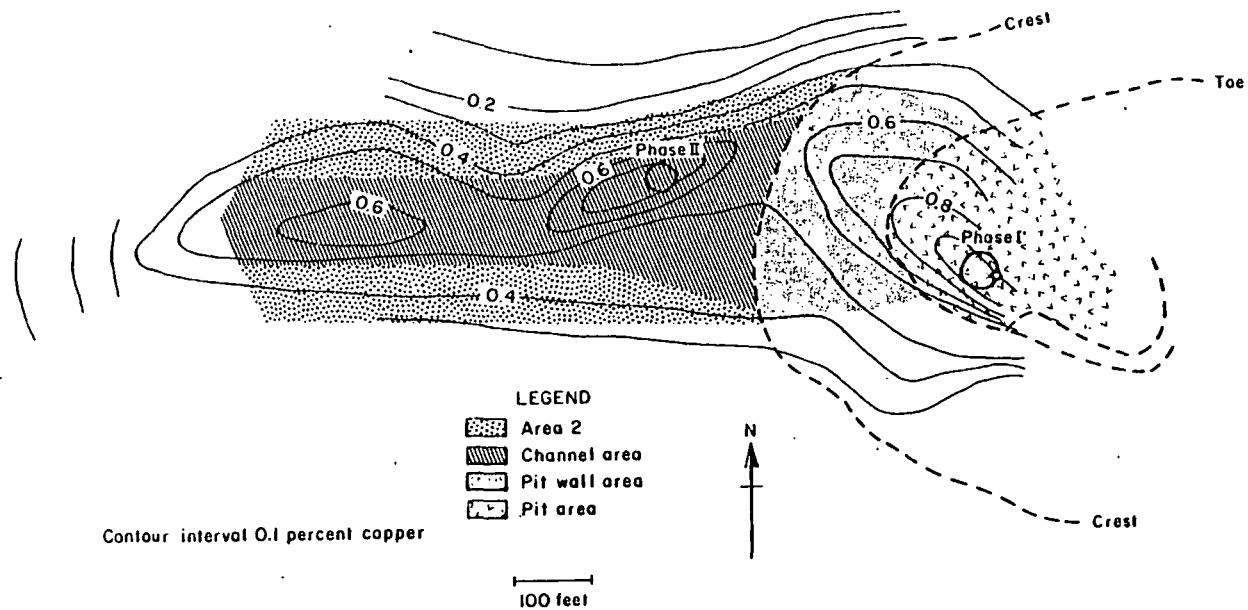 Crest
Toe
0.2
0.6
Phase II
0.4
0.6
0.8
0.6
Phase I
0.4
LEGEND
Area 2
Channel area
Pit wall area
Pit area
N
Crest
Contour interval 0.1 percent copper
100 feet